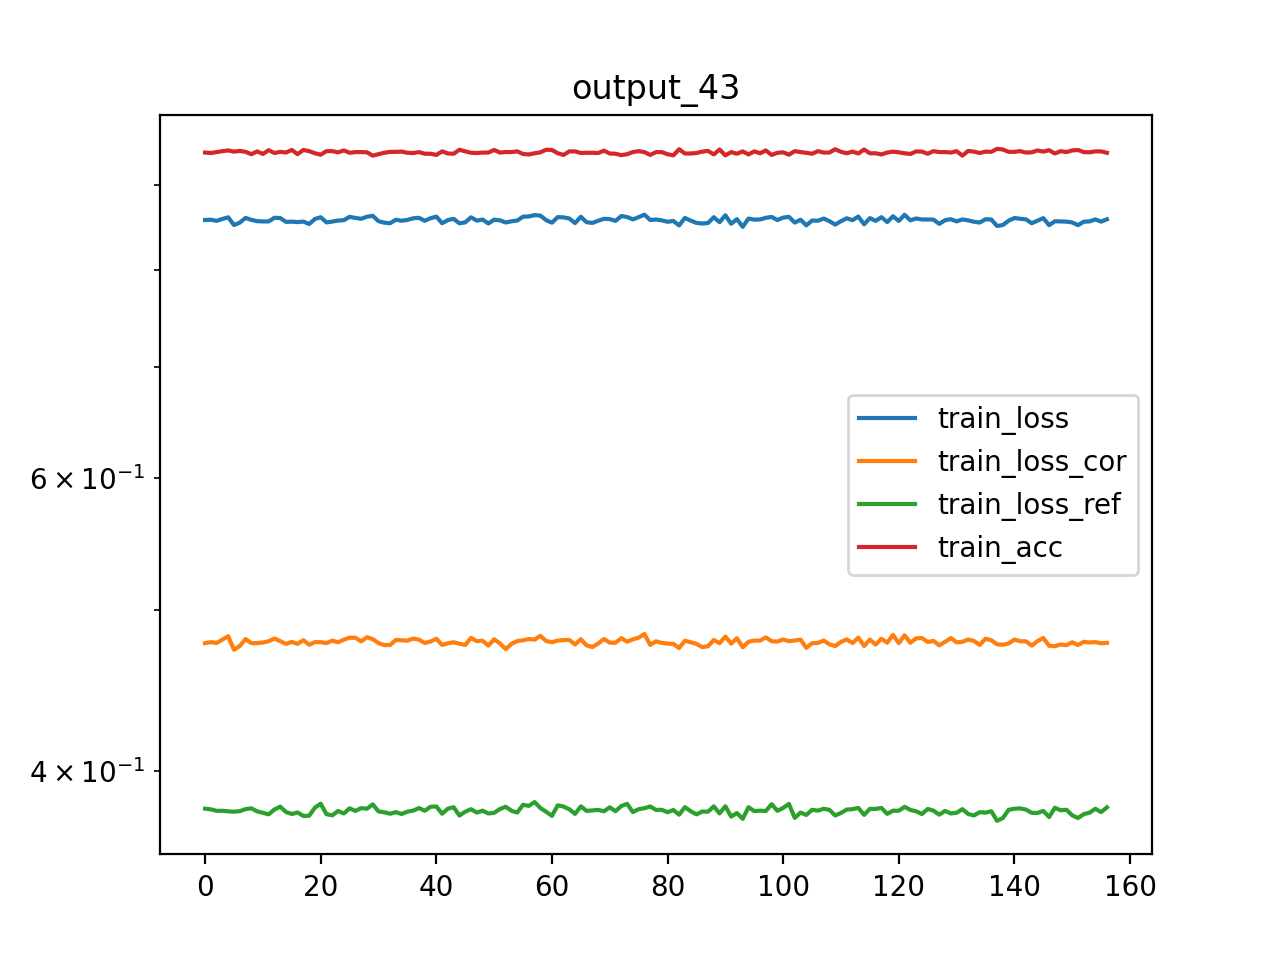 output_43
6 × 10⁻¹
4 × 10⁻¹
train_loss
train_loss_cor
train_loss_ref
train_acc
0 20 40 60 80 100 120 140 160